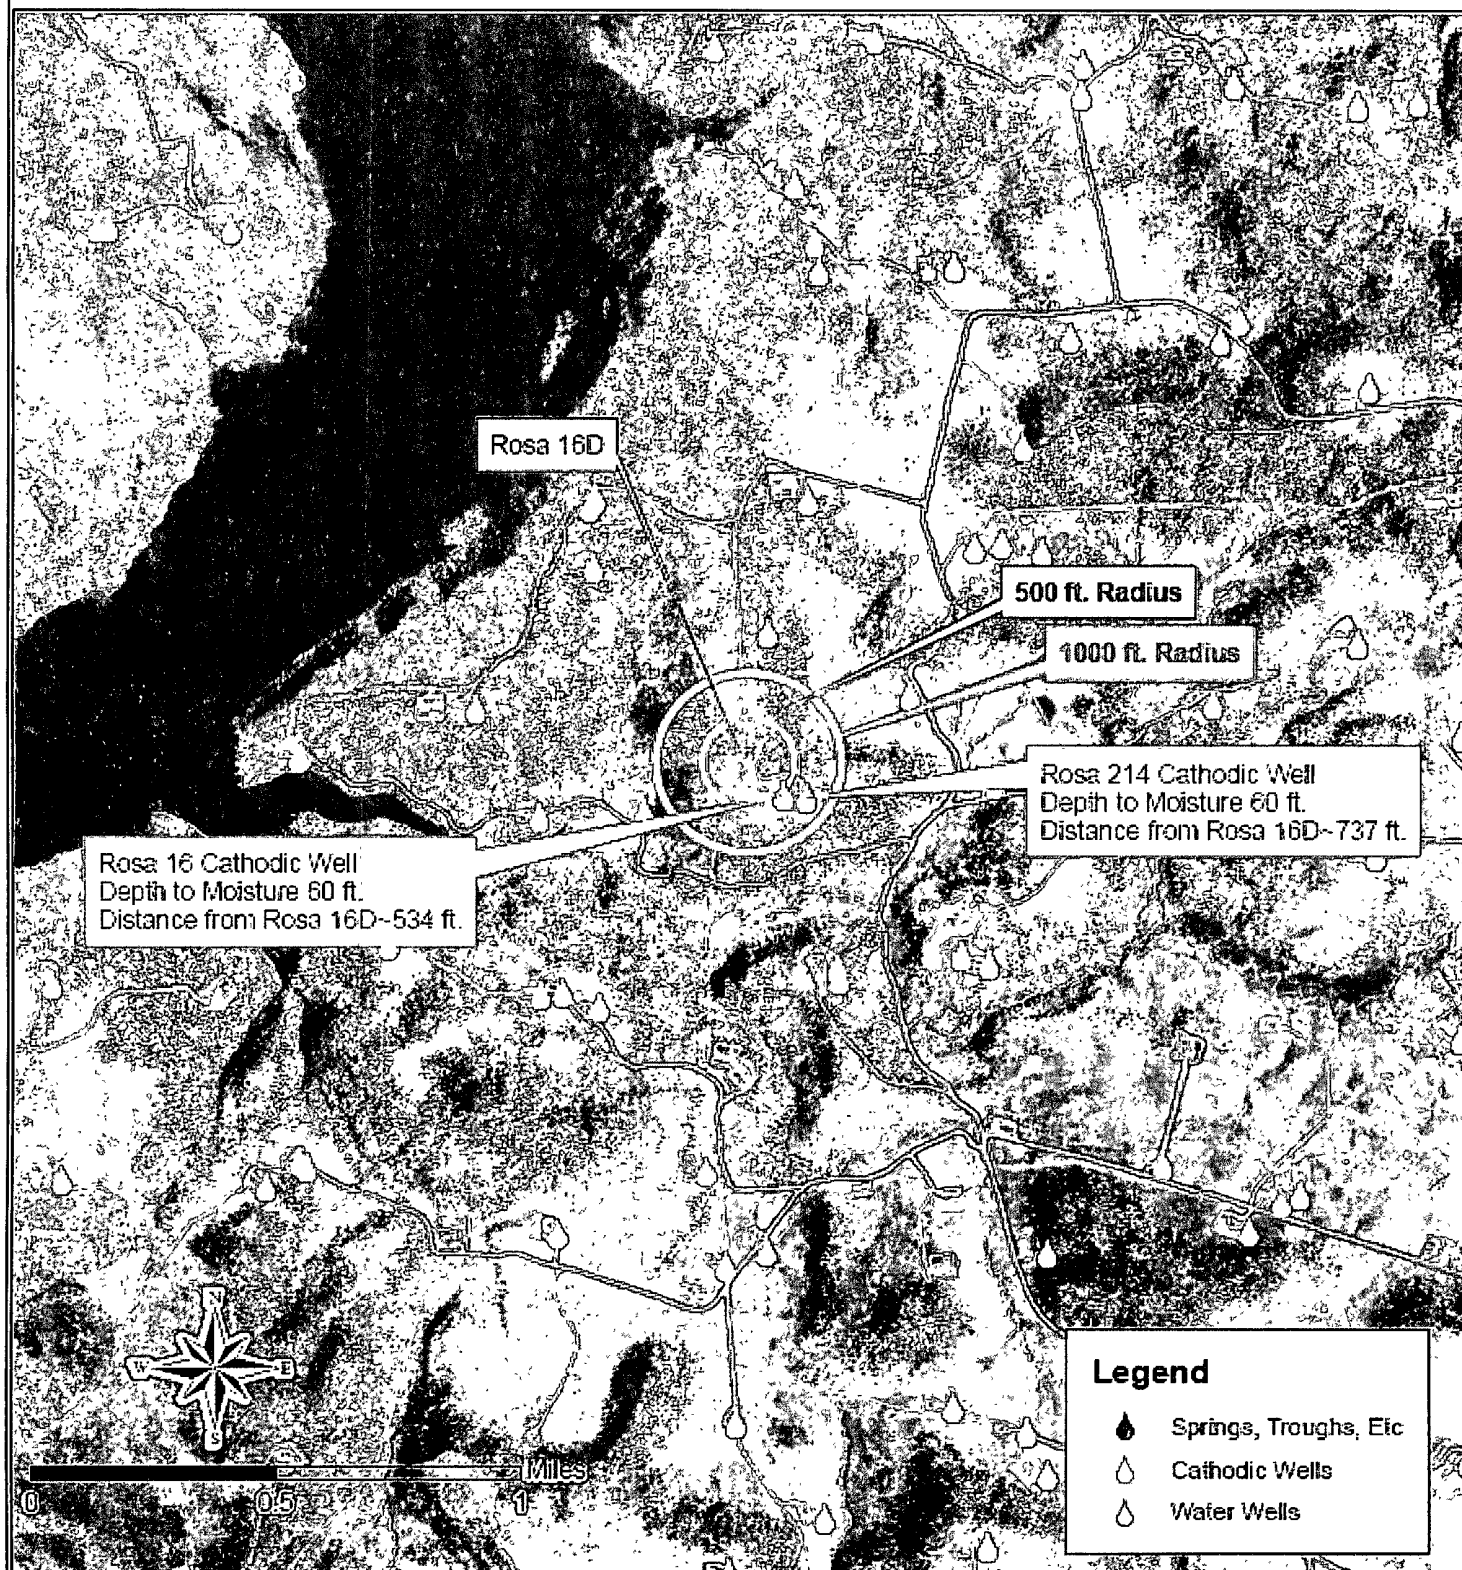 Rosa 16D
500 ft. Radius
1000 ft. Radius
Rosa 214 Cathodic Well
Depth to Moisture 60 ft.
Distance from Rosa 16D~737 ft.
Rosa 16 Cathodic Well
Depth to Moisture 60 ft.
Distance from Rosa 16D~534 ft.
N
W
E
S
Miles
0
0.5
1
Legend
Springs, Troughs, Etc
Cathodic Wells
Water Wells